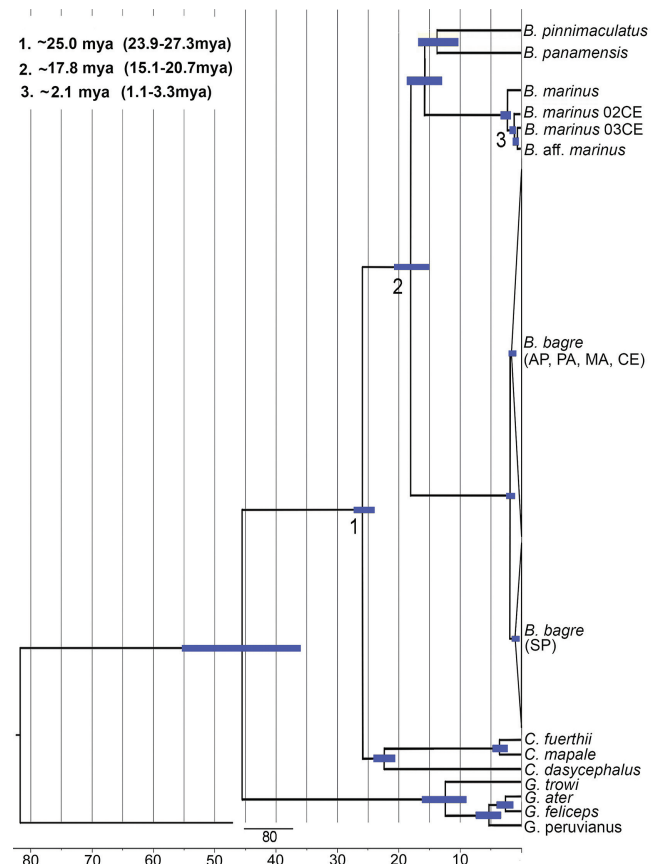 1. ~25.0 mya (23.9-27.3mya)
2. ~17.8 mya (15.1-20.7mya)
3. ~2.1 mya (1.1-3.3mya)
B. pinnimaculatus
B. panamensis
B. marinus
B. marinus 02CE
B. marinus 03CE
B. aff. marinus
3
2
B. bagre
(AP, PA, MA, CE)
1
B. bagre
(SP)
C. fuerthii
C. mapale
C. dasycephalus
G. trowi
G. ater
G. feliceps
G. peruvianus
80
80 70 60 50 40 30 20 10